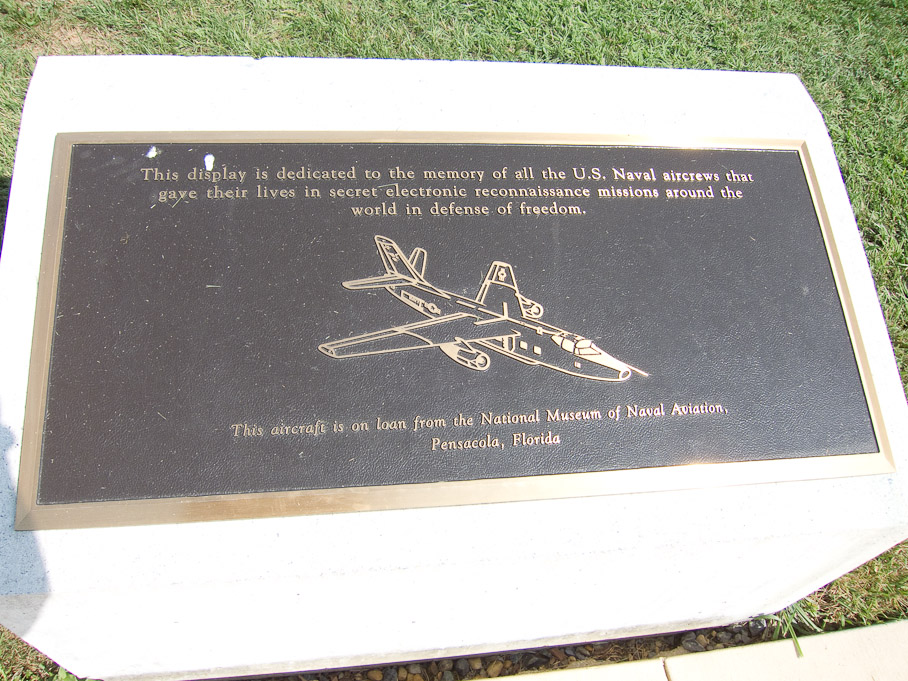 This display is dedicated to the memory of all the U.S. Naval aircrews that
gave their lives in secret electronic reconnaissance missions around the
world in defense of freedom.
This aircraft is on loan from the National Museum of Naval Aviation,
Pensacola, Florida